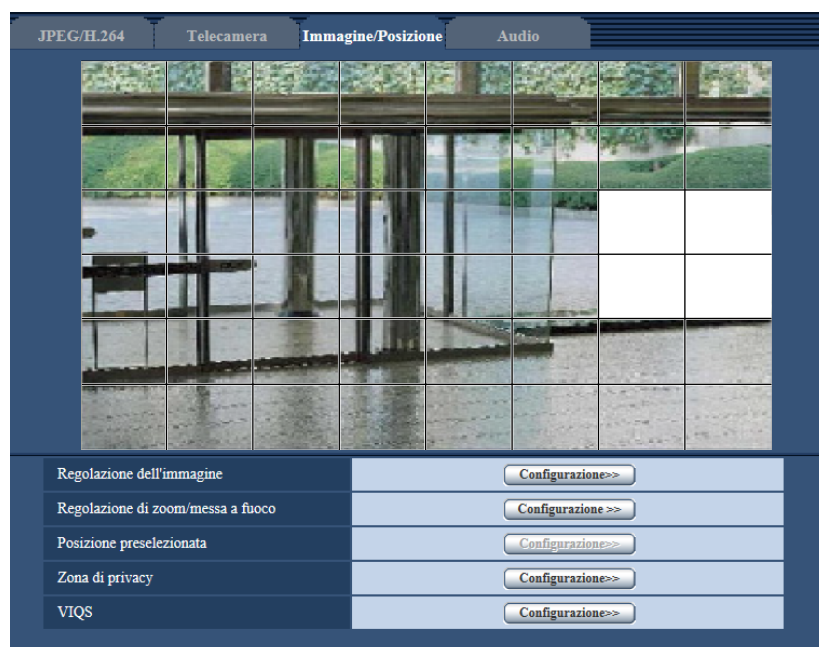 JPEG/H.264 Telecamera Immagine/Posizione Audio
Regolazione dell'immagine Configurazione>>
Regolazione di zoom/messa a fuoco Configurazione >>
Posizione preselezionata Configurazione>>
Zona di privacy Configurazione>>
VIQS Configurazione>>